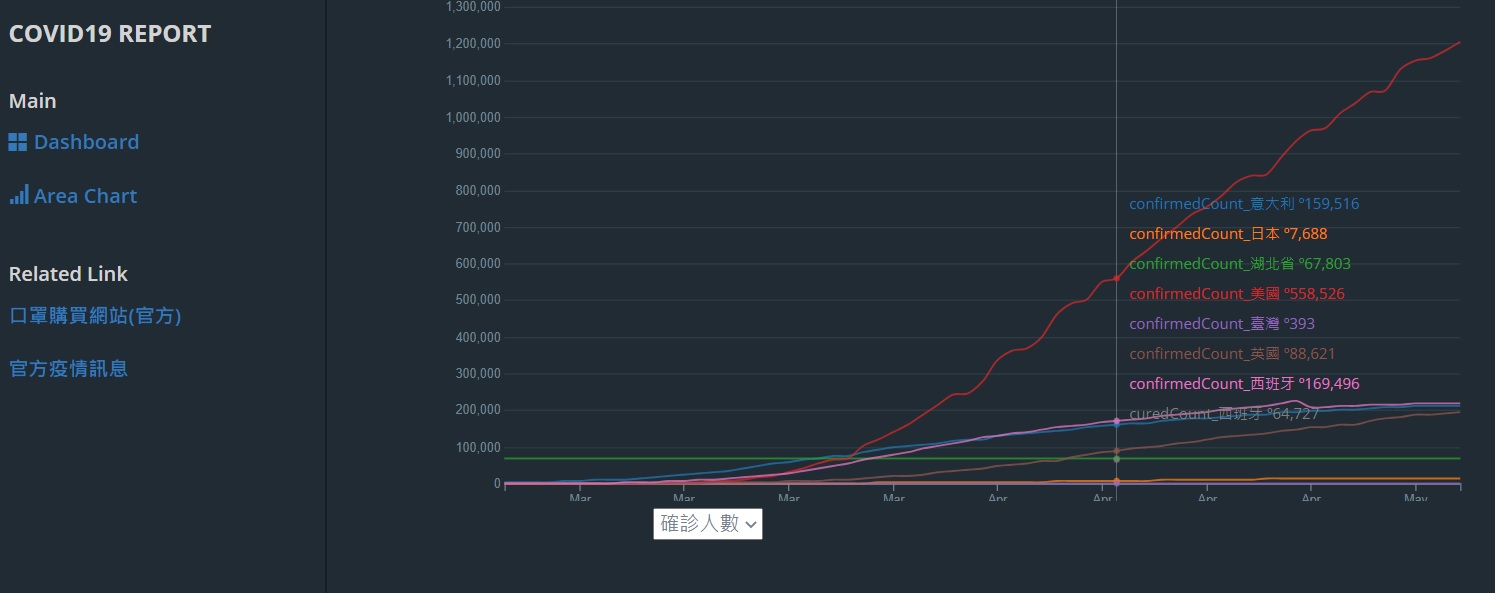 COVID19 REPORT
Main
Dashboard
Area Chart
Related Link
口罩購買網站(官方)
官方疫情訊息
1,300,000
1,200,000
1,100,000
1,000,000
900,000
800,000
700,000
600,000
500,000
400,000
300,000
200,000
100,000
0
confirmedCount_意大利 º159,516
confirmedCount_日本 º7,688
confirmedCount_湖北省 º67,803
confirmedCount_美國 º558,526
confirmedCount_臺灣 º393
confirmedCount_英國 º88,621
confirmedCount_西班牙 º169,496
curedCount_西班牙 º64,727
Mar Mar Mar Mar Apr Apr Apr Apr May
確診人數